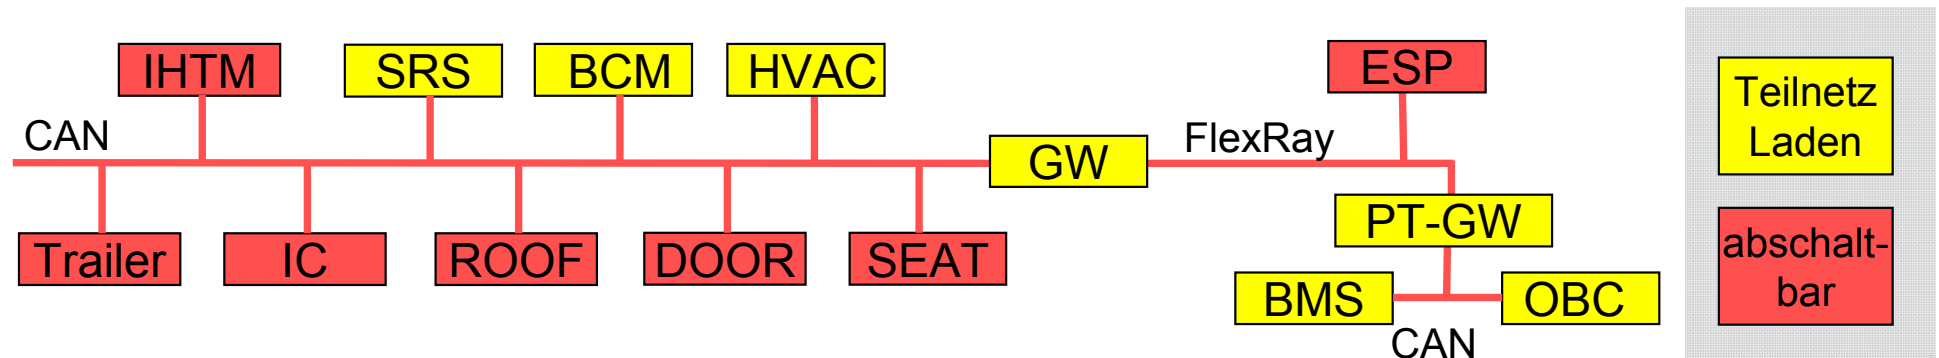 IHTM
SRS
BCM
HVAC
ESP
CAN
FlexRay
GW
Trailer
IC
ROOF
DOOR
SEAT
PT-GW
BMS
OBC
CAN
Teilnetz
Laden
abschalt-
bar